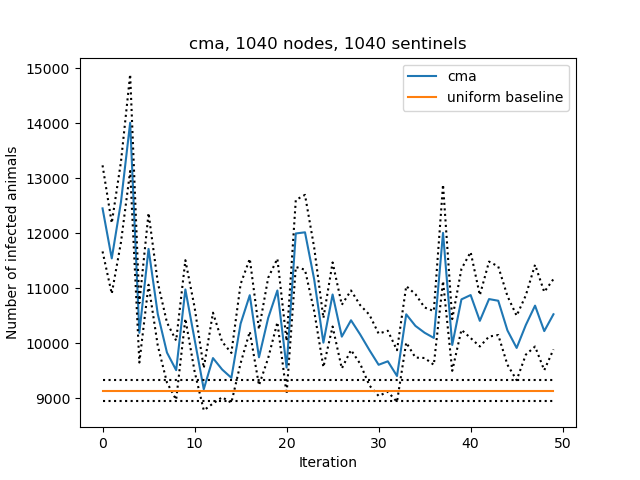 cma, 1040 nodes, 1040 sentinels
cma
uniform baseline
Number of infected animals
15000
14000
13000
12000
11000
10000
9000
0
10
20
30
40
50
Iteration